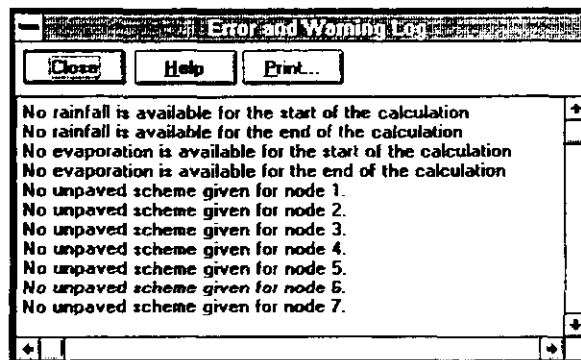 Error and Warning Log
Close Help Print...
No rainfall is available for the start of the calculation
No rainfall is available for the end of the calculation
No evaporation is available for the start of the calculation
No evaporation is available for the end of the calculation
No unpaved scheme given for node 1.
No unpaved scheme given for node 2.
No unpaved scheme given for node 3.
No unpaved scheme given for node 4.
No unpaved scheme given for node 5.
No unpaved scheme given for node 6.
No unpaved scheme given for node 7.